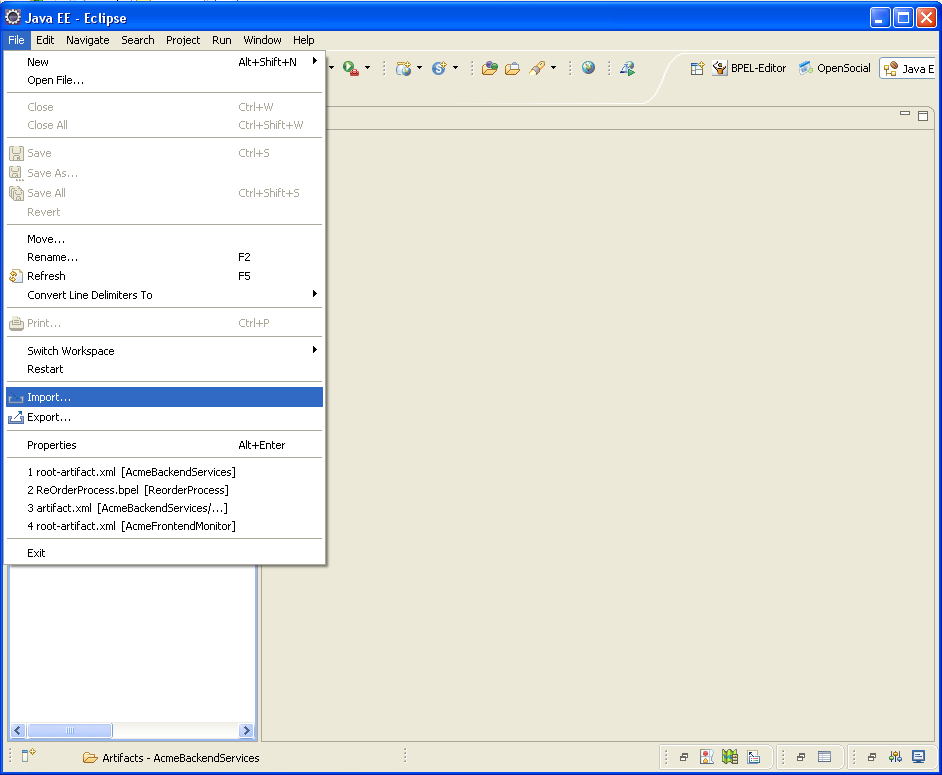 Java EE - Eclipse
File Edit Navigate Search Project Run Window Help
New Alt+Shift+N
Open File...
BPEL-Editor OpenSocial Java E
Close Ctrl+W
Close All Ctrl+Shift+W
Save Ctrl+S
Save As...
Save All Ctrl+Shift+S
Revert
Move...
Rename... F2
Refresh F5
Convert Line Delimiters To
Print... Ctrl+P
Switch Workspace
Restart
Import...
Export...
Properties Alt+Enter
1 root-artifact.xml [AcmeBackendServices]
2 ReOrderProcess.bpel [ReorderProcess]
3 artifact.xml [AcmeBackendServices/...]
4 root-artifact.xml [AcmeFrontendMonitor]
Exit
Artifacts - AcmeBackendServices